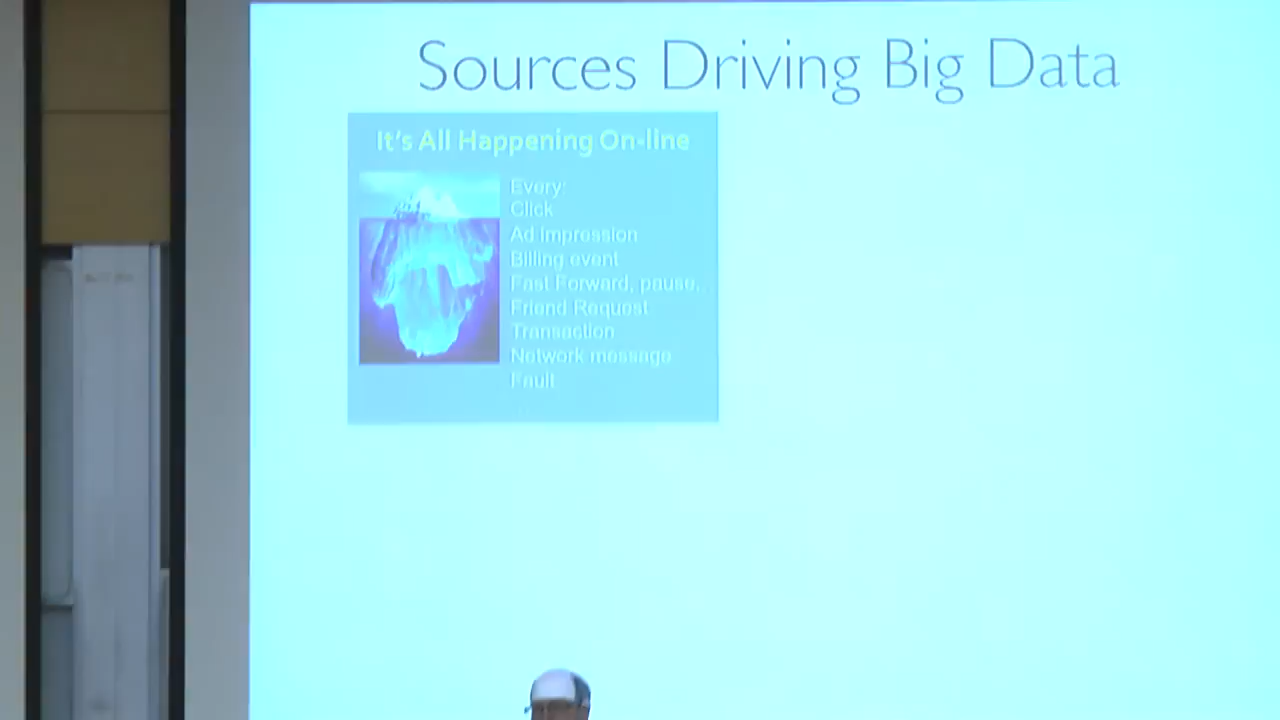 Sources Driving Big Data
It's All Happening On-line
Every:
Click
Ad impression
Billing event
Fast Forward, pause,..
Friend Request
Transaction
Network message
Fault